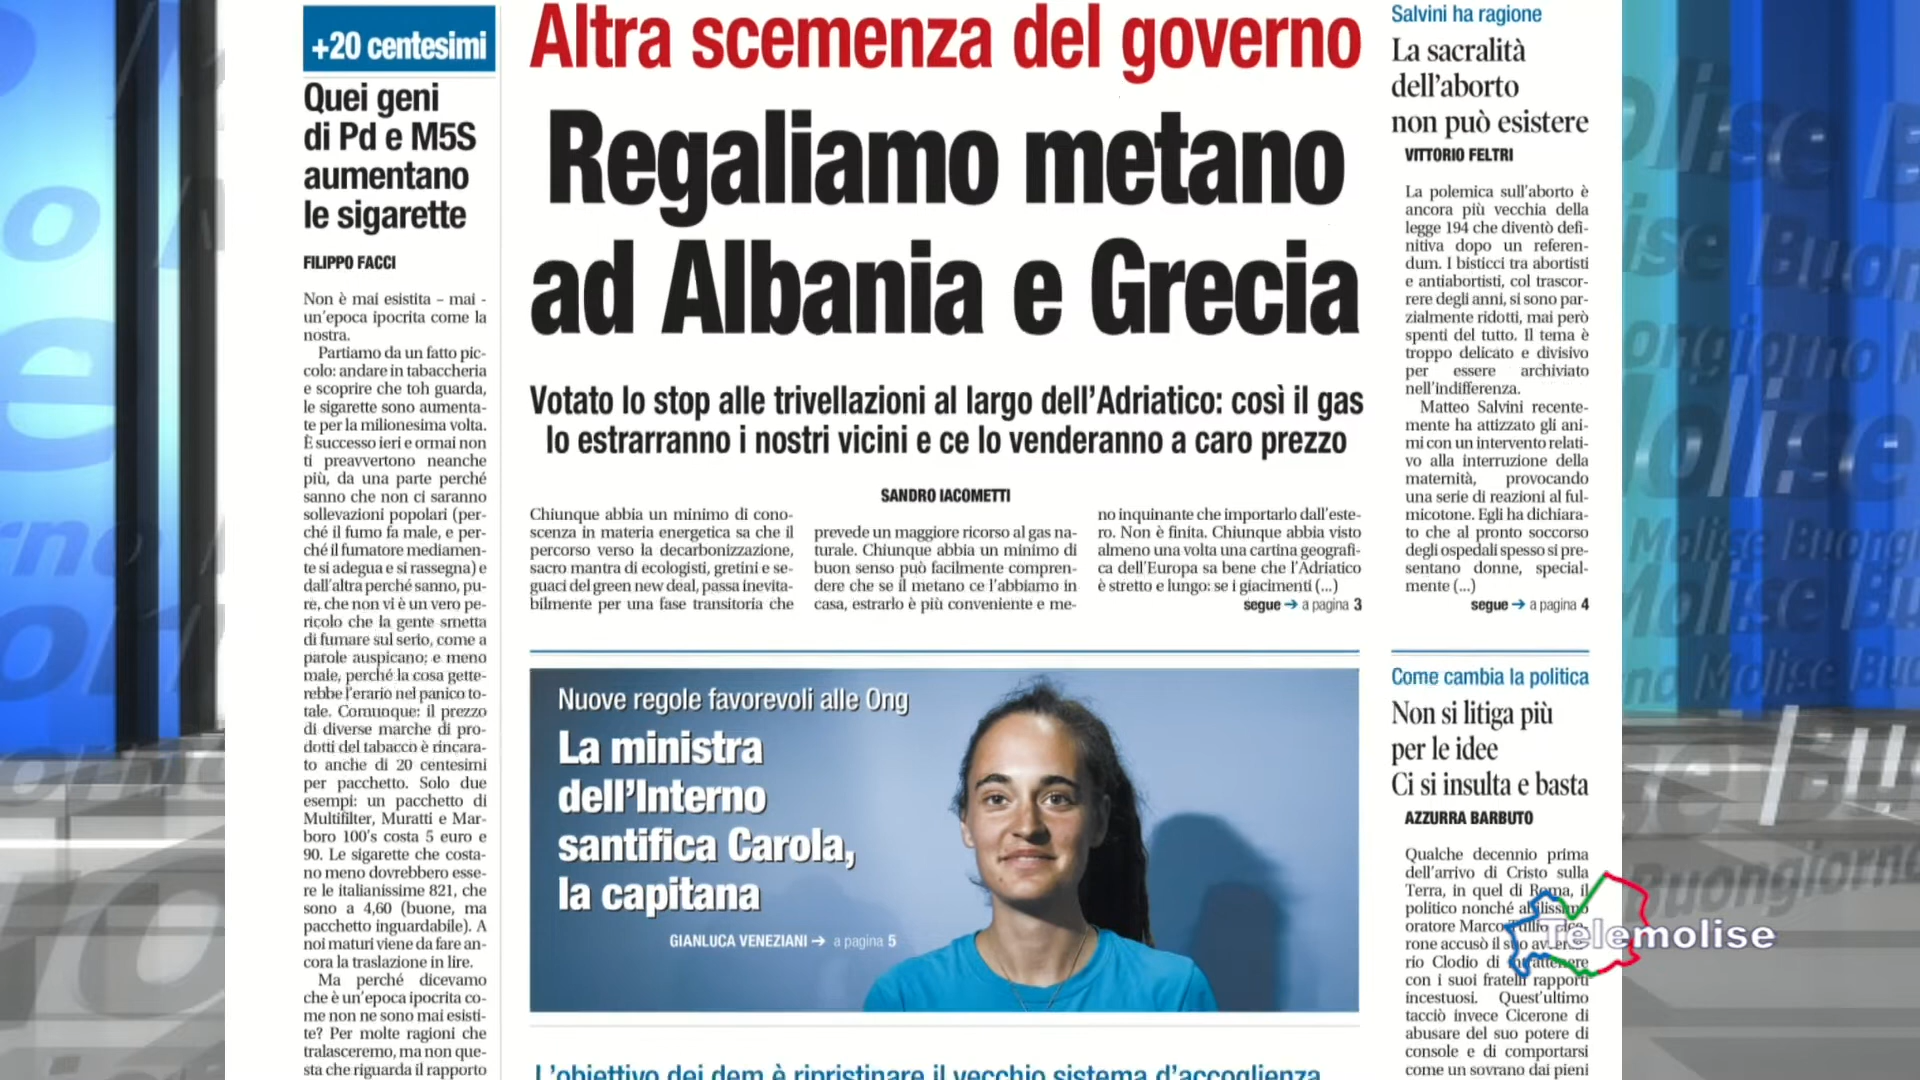 +20 centesimi
Quei geni
di Pd e M5S
aumentano
le sigarette
FILIPPO FACCI
Non è mai esistita – mai -
un'epoca ipocrita come la
nostra.
Partiamo da un fatto pic-
colo: andare in tabaccheria
e scoprire che toh guarda,
le sigarette sono aumenta-
te per la milionesima volta.
È successo ieri e ormai non
ti preavvertono neanche
più, da una parte perché
sanno che non ci saranno
sollevazioni popolari (per-
ché il fumo fa male, e per-
ché il fumatore mediamen-
te si adegua e si rassegna) e
dall'altra perché sanno, pu-
re, che non vi è un vero pe-
ricolo che la gente smetta
di fumare sul serio, come a
parole auspicano; e meno
male, perché la cosa gette-
rebbe l'erario nel panico to-
tale. Comunque: il prezzo
di diverse marche di pro-
dotti del tabacco è rincara-
to anche di 20 centesimi
per pacchetto. Solo due
esempi: un pacchetto di
Multifilter, Muratti e Mar-
boro 100's costa 5 euro e
90. Le sigarette che costa-
no meno dovrebbero esse-
re le italianissime 821, che
sono a 4,60 (buone, ma
pacchetto inguardabile). A
noi maturi viene da fare an-
cora la traslazione in lire.
Ma perché dicevamo
che è un'epoca ipocrita co-
me non ne sono mai esisti-
te? Per molte ragioni che
tralasceremo, ma non que-
sta che riguarda il rapporto
Altra scemenza del governo
Regaliamo metano
ad Albania e Grecia
Votato lo stop alle trivellazioni al largo dell'Adriatico: così il gas
lo estrarranno i nostri vicini e ce lo venderanno a caro prezzo
SANDRO IACOMETTI
Chiunque abbia un minimo di cono-
scenza in materia energetica sa che il
percorso verso la decarbonizzazione,
sacro mantra di ecologisti, gretini e se-
guaci del green new deal, passa inevita-
bilmente per una fase transitoria che
prevede un maggiore ricorso al gas na-
turale. Chiunque abbia un minimo di
buon senso può facilmente compren-
dere che se il metano ce l'abbiamo in
casa, estrarlo è più conveniente e me-
no inquinante che importarlo dall'este-
ro. Non è finita. Chiunque abbia visto
almeno una volta una cartina geografi-
ca dell'Europa sa bene che l'Adriatico
è stretto e lungo: se i giacimenti (...)
segue → a pagina 3
Nuove regole favorevoli alle Ong
La ministra
dell'Interno
santifica Carola,
la capitana
GIANLUCA VENEZIANI → a pagina 5
L'obiettivo dei dem è ripristinare il vecchio sistema d'accoglienza
Salvini ha ragione
La sacralità
dell'aborto
non può esistere
VITTORIO FELTRI
La polemica sull'aborto è
ancora più vecchia della
legge 194 che diventò defi-
nitiva dopo un referen-
dum. I bisticci tra abortisti
e antiabortisti, col trascor-
rere degli anni, si sono par-
zialmente ridotti, mai però
spenti del tutto. Il tema è
troppo delicato e divisivo
per essere archiviato
nell'indifferenza.
Matteo Salvini recente-
mente ha attizzato gli ani-
mi con un intervento relati-
vo alla interruzione della
maternità, provocando
una serie di reazioni al ful-
micotone. Egli ha dichiara-
to che al pronto soccorso
degli ospedali spesso si pre-
sentano donne, special-
mente (...)
segue → a pagina 4
Come cambia la politica
Non si litiga più
per le idee
Ci si insulta e basta
AZZURRA BARBUTO
Qualche decennio prima
dell'arrivo di Cristo sulla
Terra, in quel di Roma, il
politico nonché abilissimo
oratore Marco Tullio Cice-
rone accusò il suo avversa-
rio Clodio di intrattenere
con i suoi fratelli rapporti
incestuosi. Quest'ultimo
tacciò invece Cicerone di
abusare del suo potere di
console e di comportarsi
come un sovrano dai pieni
Telemolise
Buongiorno
Molise Buongiorno